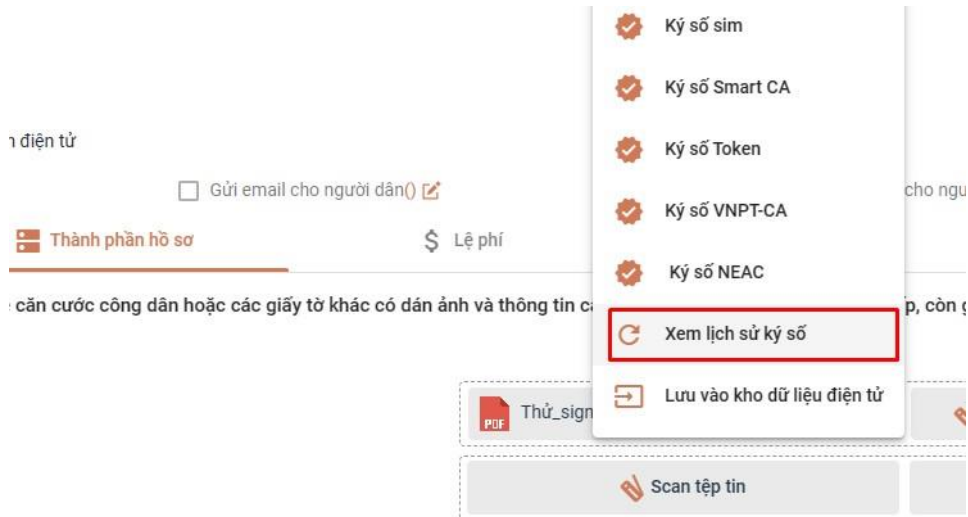 Ký số sim
Ký số Smart CA
n điện tử
Ký số Token
Gửi email cho người dân()
Ký số VNPT-CA
cho ngư
Thành phần hồ sơ
$ Lệ phí
Ký số NEAC
căn cước công dân hoặc các giấy tờ khác có dán ảnh và thông tin cá
p, còn g
Xem lịch sử ký số
Lưu vào kho dữ liệu điện tử
PDF Thử_sign
Scan tệp tin